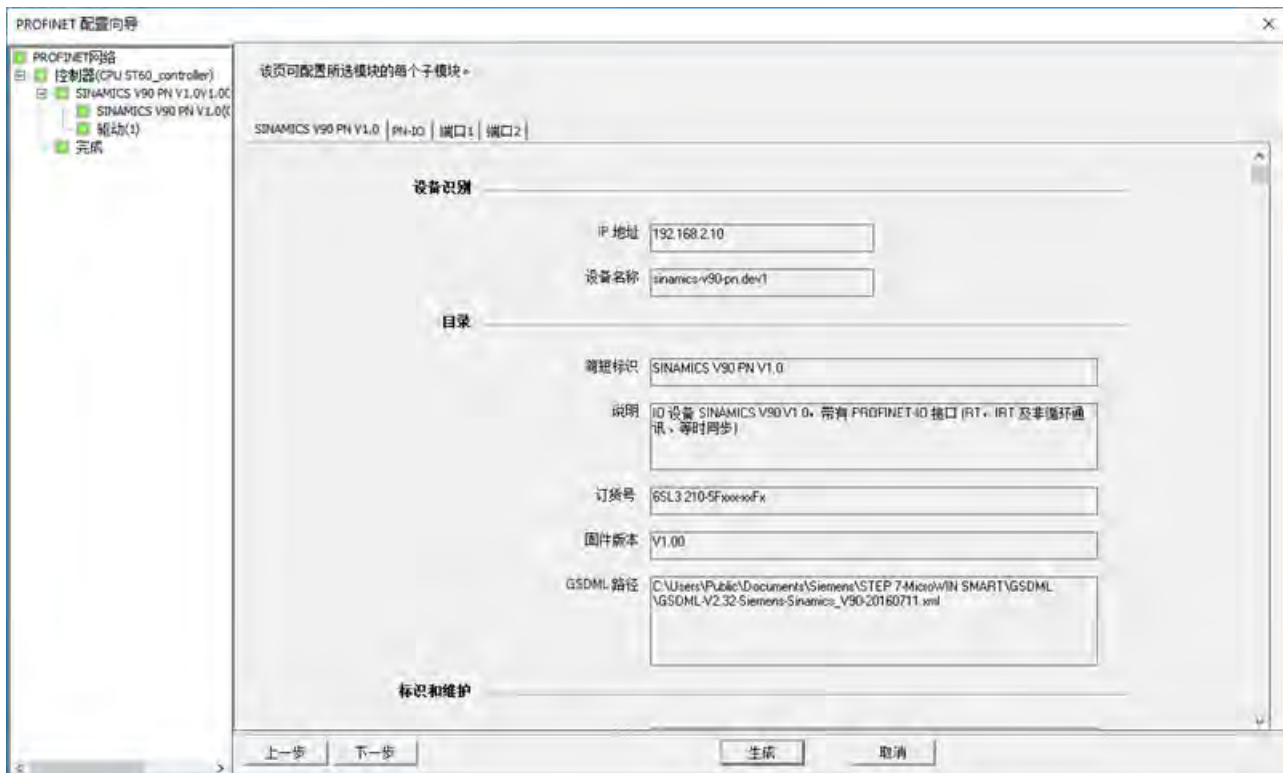 PROFINET 配置向导
PROFINET网络
控制器(CPU ST60_controller)
SINAMICS V90 PN V1.0V1.0C
SINAMICS V90 PN V1.0(0
驱动(1)
完成
该页可配置所选模块的每个子模块。
SINAMICS V90 PN V1.0 PN-IO 端口1 端口2
设备识别
IP 地址 192.168.2.10
设备名称 sinamics-v90-pn.dev1
目录
简短标识 SINAMICS V90 PN V1.0
说明 IO 设备 SINAMICS V90 V1.0，带有 PROFINET-IO 接口 (RT，IRT 及非循环通
讯、等时同步)
订货号 6SL3 210-5Fxxx-xxFx
固件版本 V1.00
GSDML 路径 C:\Users\Public\Documents\Siemens\STEP 7-MicroWIN SMART\GSDML
\GSDML-V2.32-Siemens-Sinamics_V90-20160711.xml
标识和维护
上一步 下一步 生成 取消